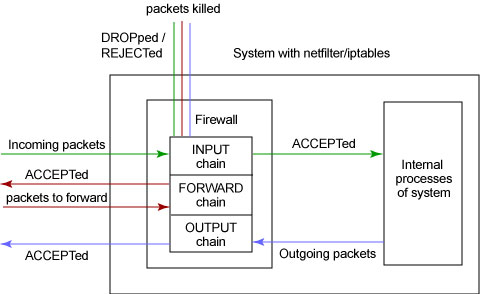 packets killed
DROPped /
REJECTed
System with netfilter/iptables
Firewall
Incoming packets
INPUT
chain
ACCEPTed
Internal
processes
of system
ACCEPTed
FORWARD
chain
packets to forward
OUTPUT
chain
ACCEPTed
Outgoing packets